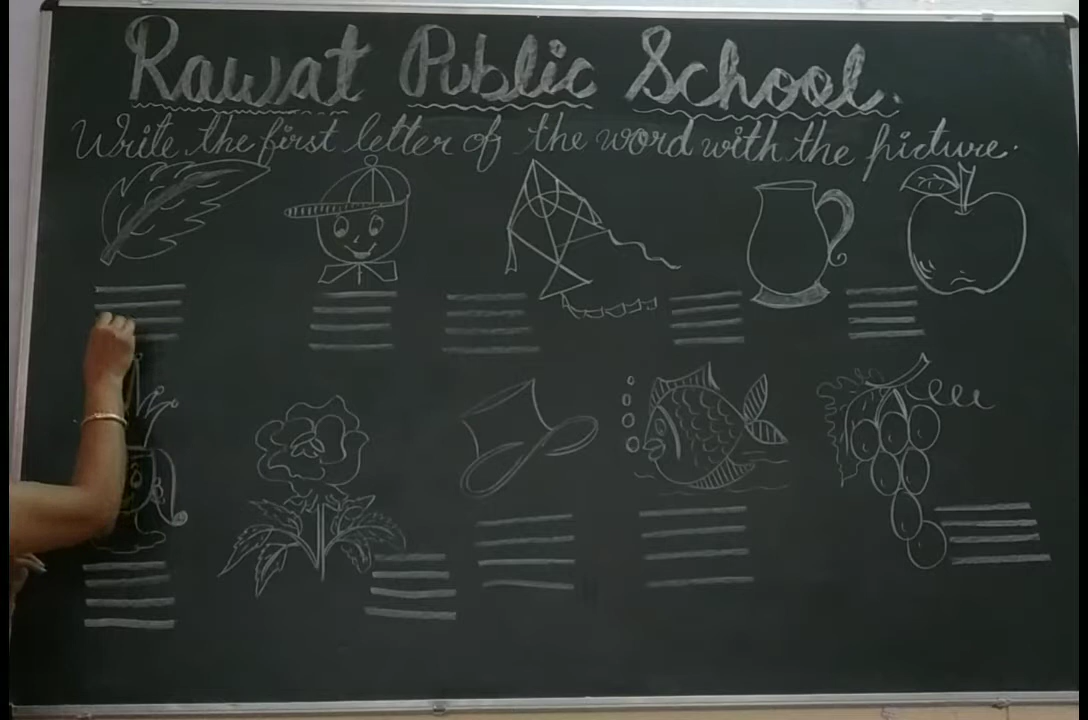 Rawat Public School.
Write the first letter of the word with the picture.